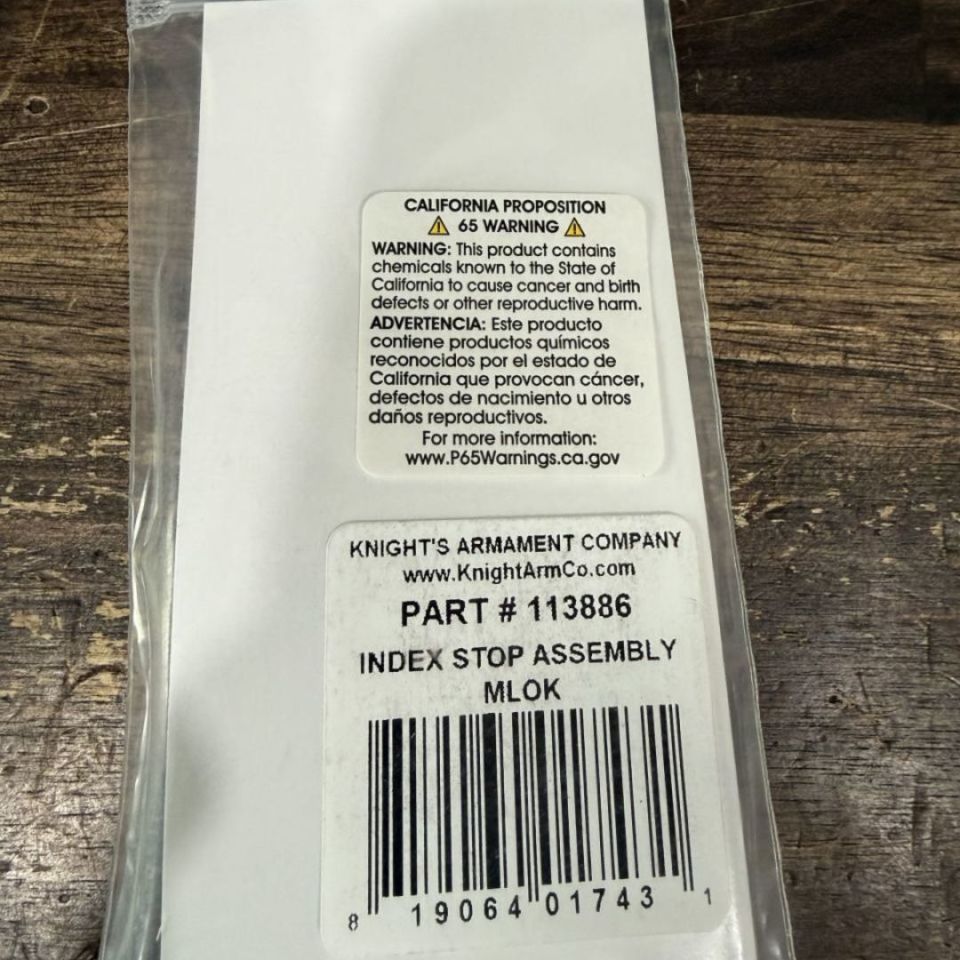 CALIFORNIA PROPOSITION
65 WARNING
WARNING: This product contains
chemicals known to the State of
California to cause cancer and birth
defects or other reproductive harm.
ADVERTENCIA: Este producto
contiene productos químicos
reconocidos por el estado de
California que provocan cáncer,
defectos de nacimiento u otros
daños reproductivos.
For more information:
www.P65Warnings.ca.gov
KNIGHT'S ARMAMENT COMPANY
www.KnightArmCo.com
PART # 113886
INDEX STOP ASSEMBLY
MLOK
8 19064 01743 1